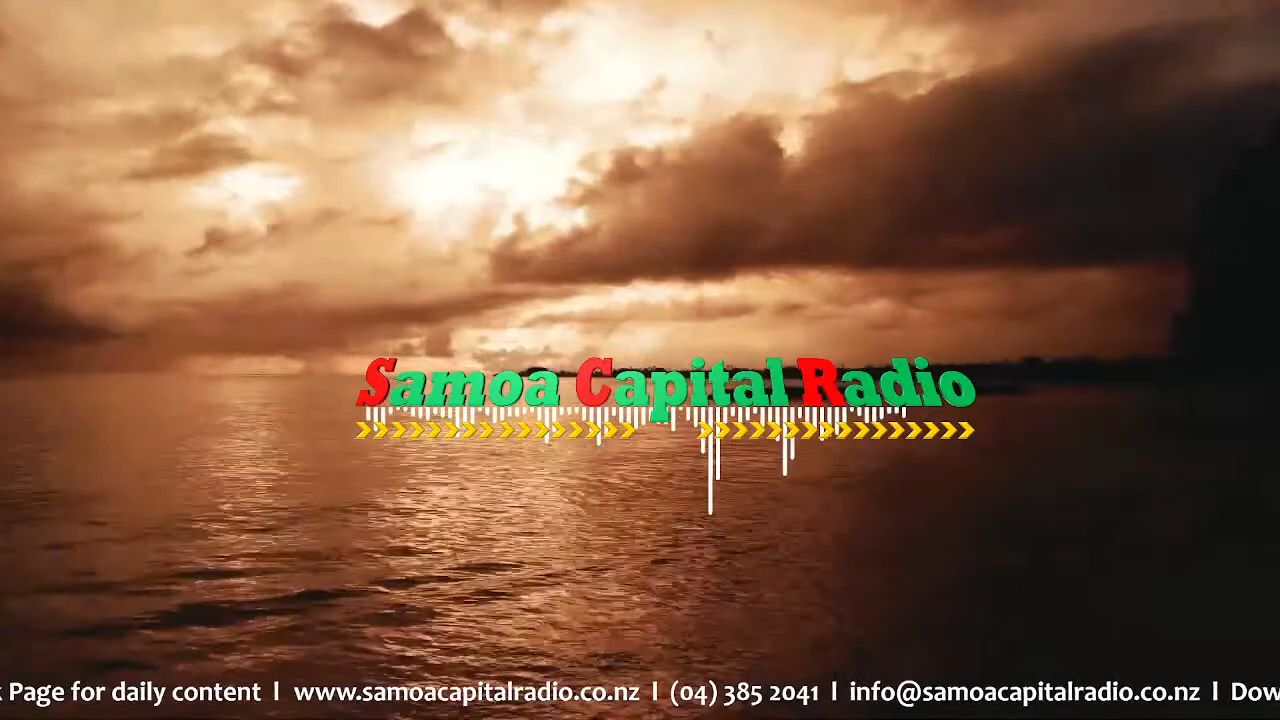 Samoa Capital Radio
Page for daily content | www.samoacapitalradio.co.nz | (04) 385 2041 | info@samoacapitalradio.co.nz |